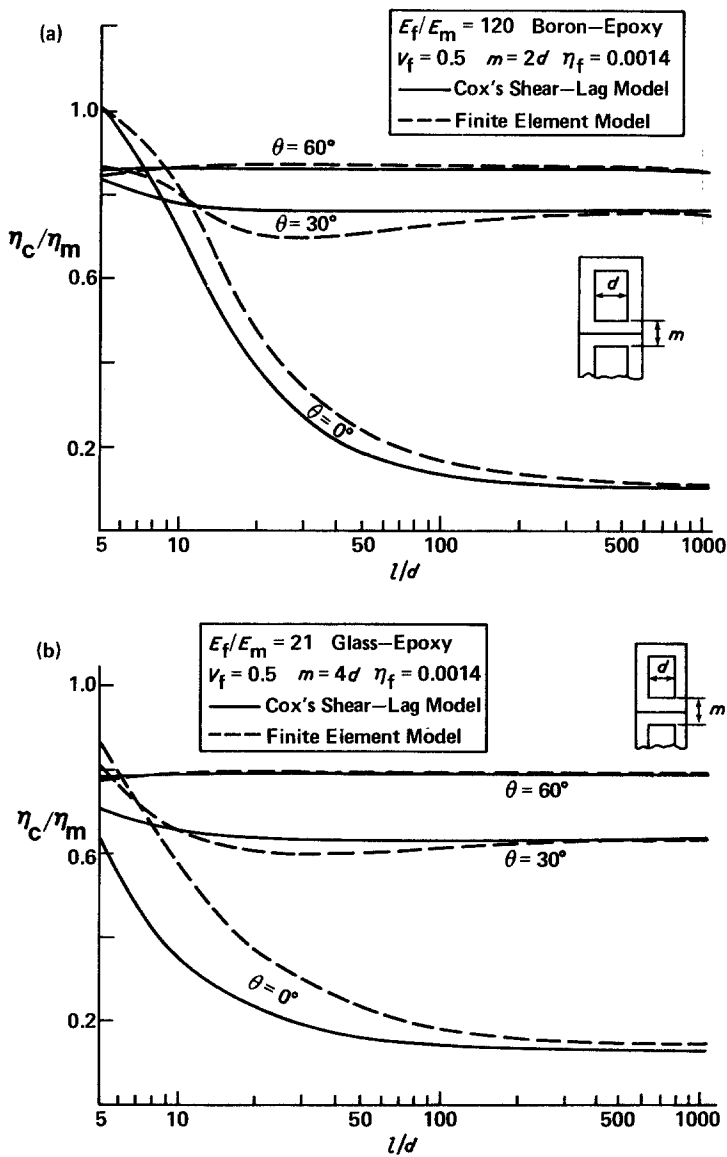 (a)
E_f/E_m = 120 Boron–Epoxy
V_f = 0.5 m = 2d η_f = 0.0014
Cox's Shear–Lag Model
Finite Element Model
1.0
θ = 60°
η_c/η_m
θ = 30°
0.6
d
m
θ = 0°
0.2
5 10 50 100 500 1000
l/d
(b)
E_f/E_m = 21 Glass–Epoxy
V_f = 0.5 m = 4d η_f = 0.0014
Cox's Shear–Lag Model
Finite Element Model
d
m
1.0
θ = 60°
η_c/η_m
0.6
θ = 30°
θ = 0°
0.2
5 10 50 100 500 1000
l/d